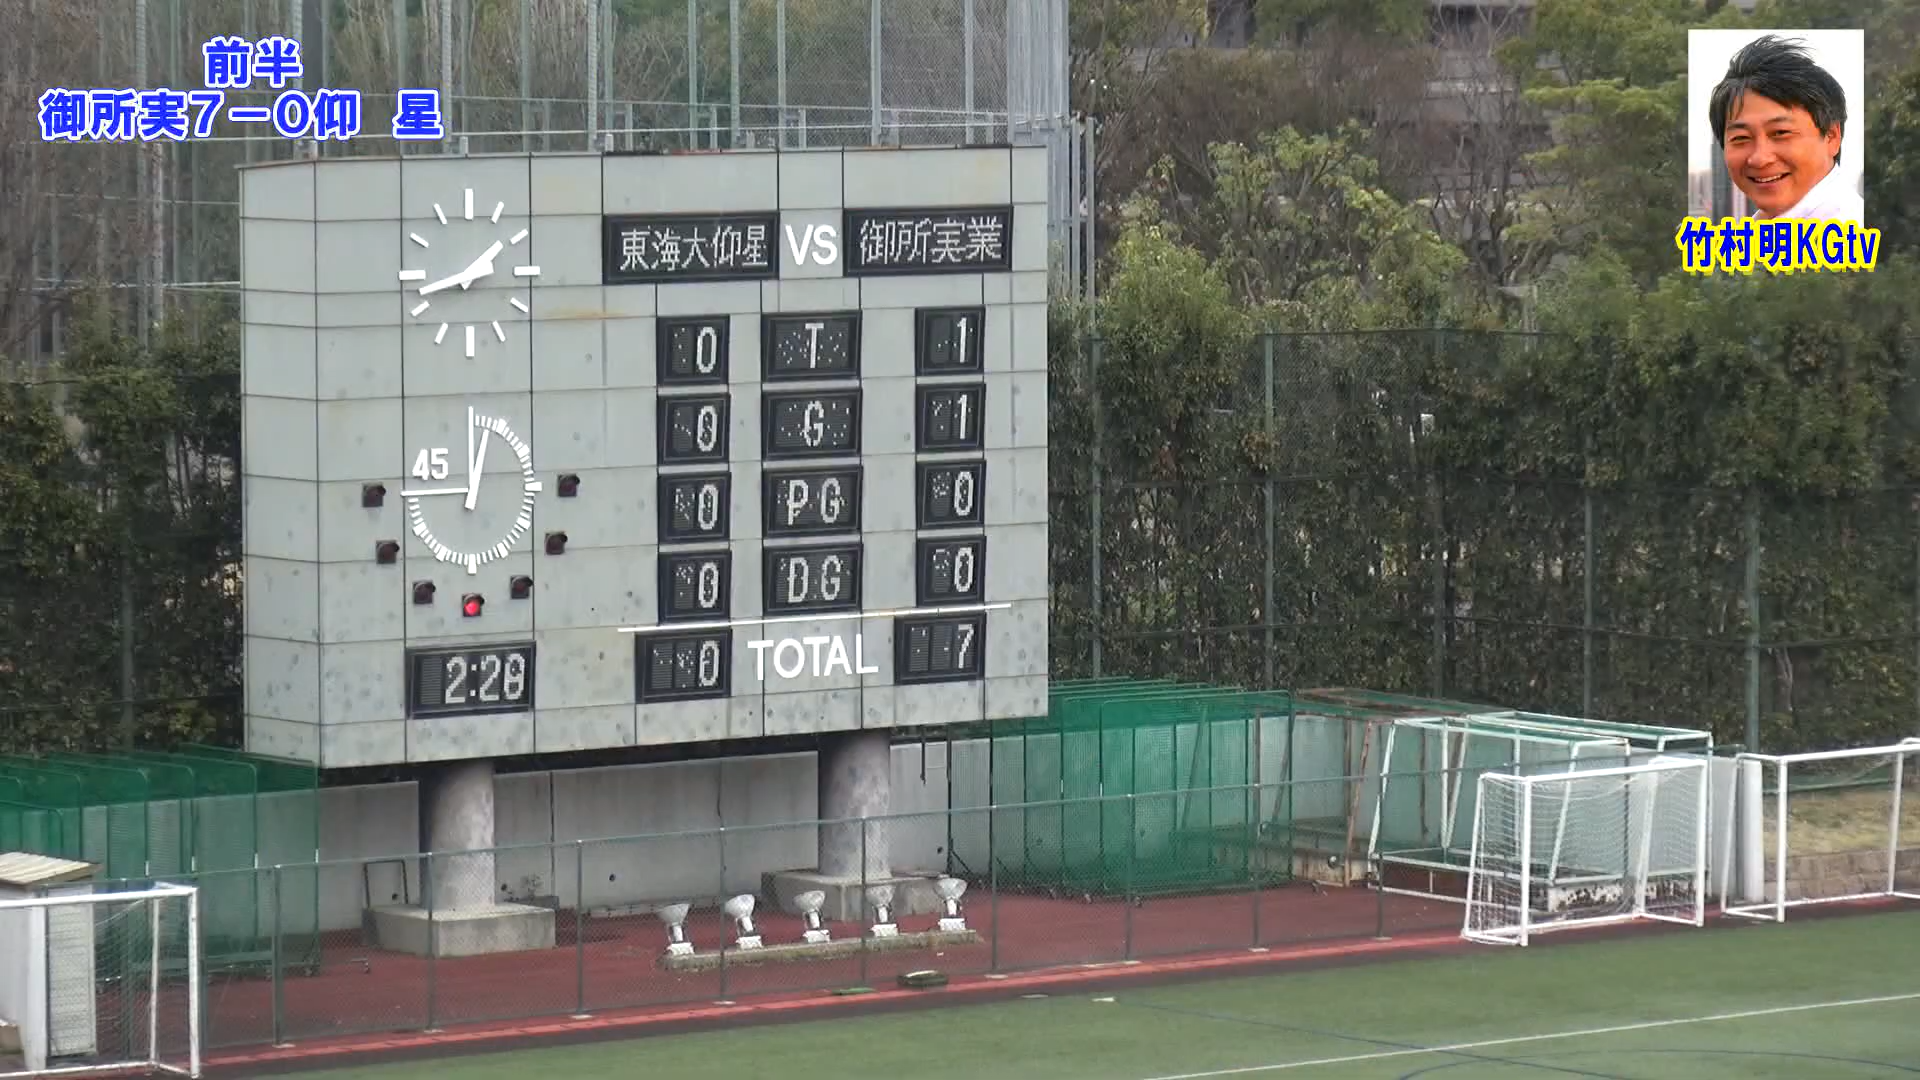 前半
御所実7－0仰　星
竹村明KGtv
東海大仰星 VS 御所実業
0 T 1
0 G 1
45
0 PG 0
0 DG 0
2:28
0 TOTAL 7